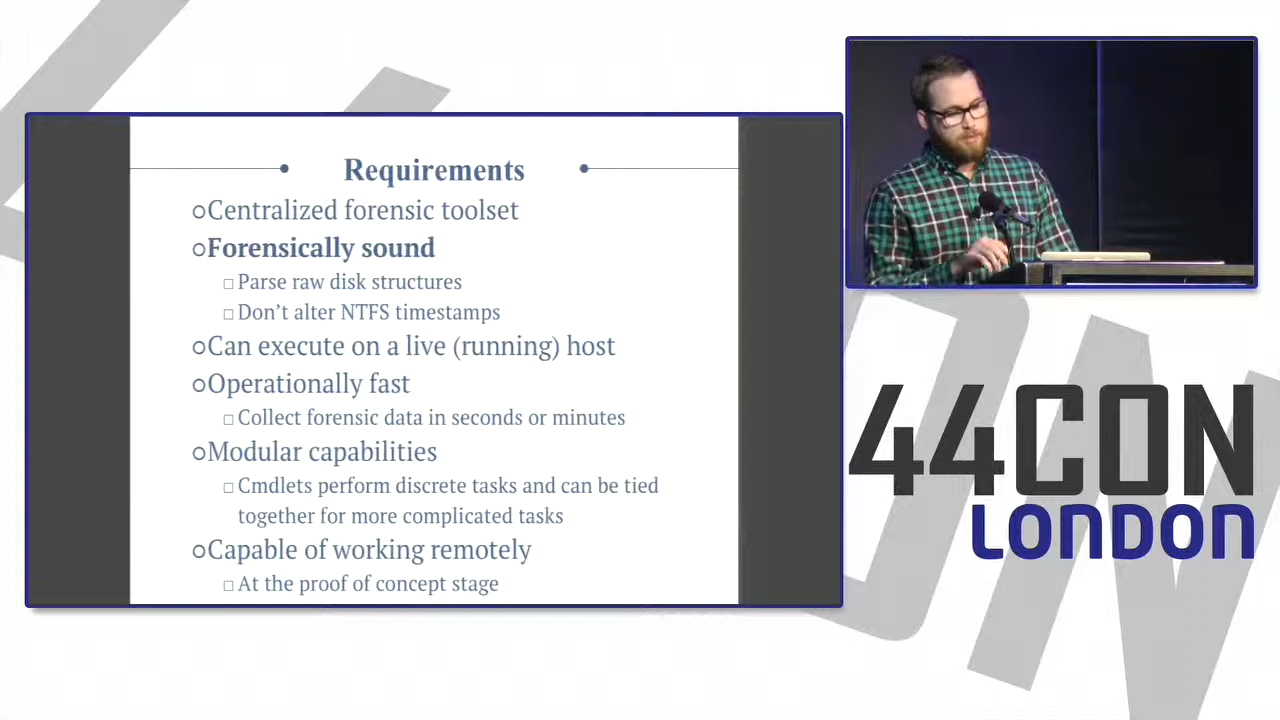 Requirements
Centralized forensic toolset
Forensically sound
Parse raw disk structures
Don’t alter NTFS timestamps
Can execute on a live (running) host
Operationally fast
Collect forensic data in seconds or minutes
Modular capabilities
Cmdlets perform discrete tasks and can be tied
together for more complicated tasks
Capable of working remotely
At the proof of concept stage
44CON
LONDON